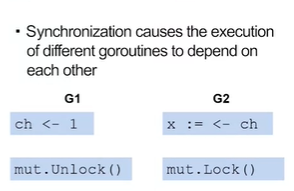 • Synchronization causes the execution
of different goroutines to depend on
each other
G1 G2
ch <- 1 x := <- ch
mut.Unlock() mut.Lock()